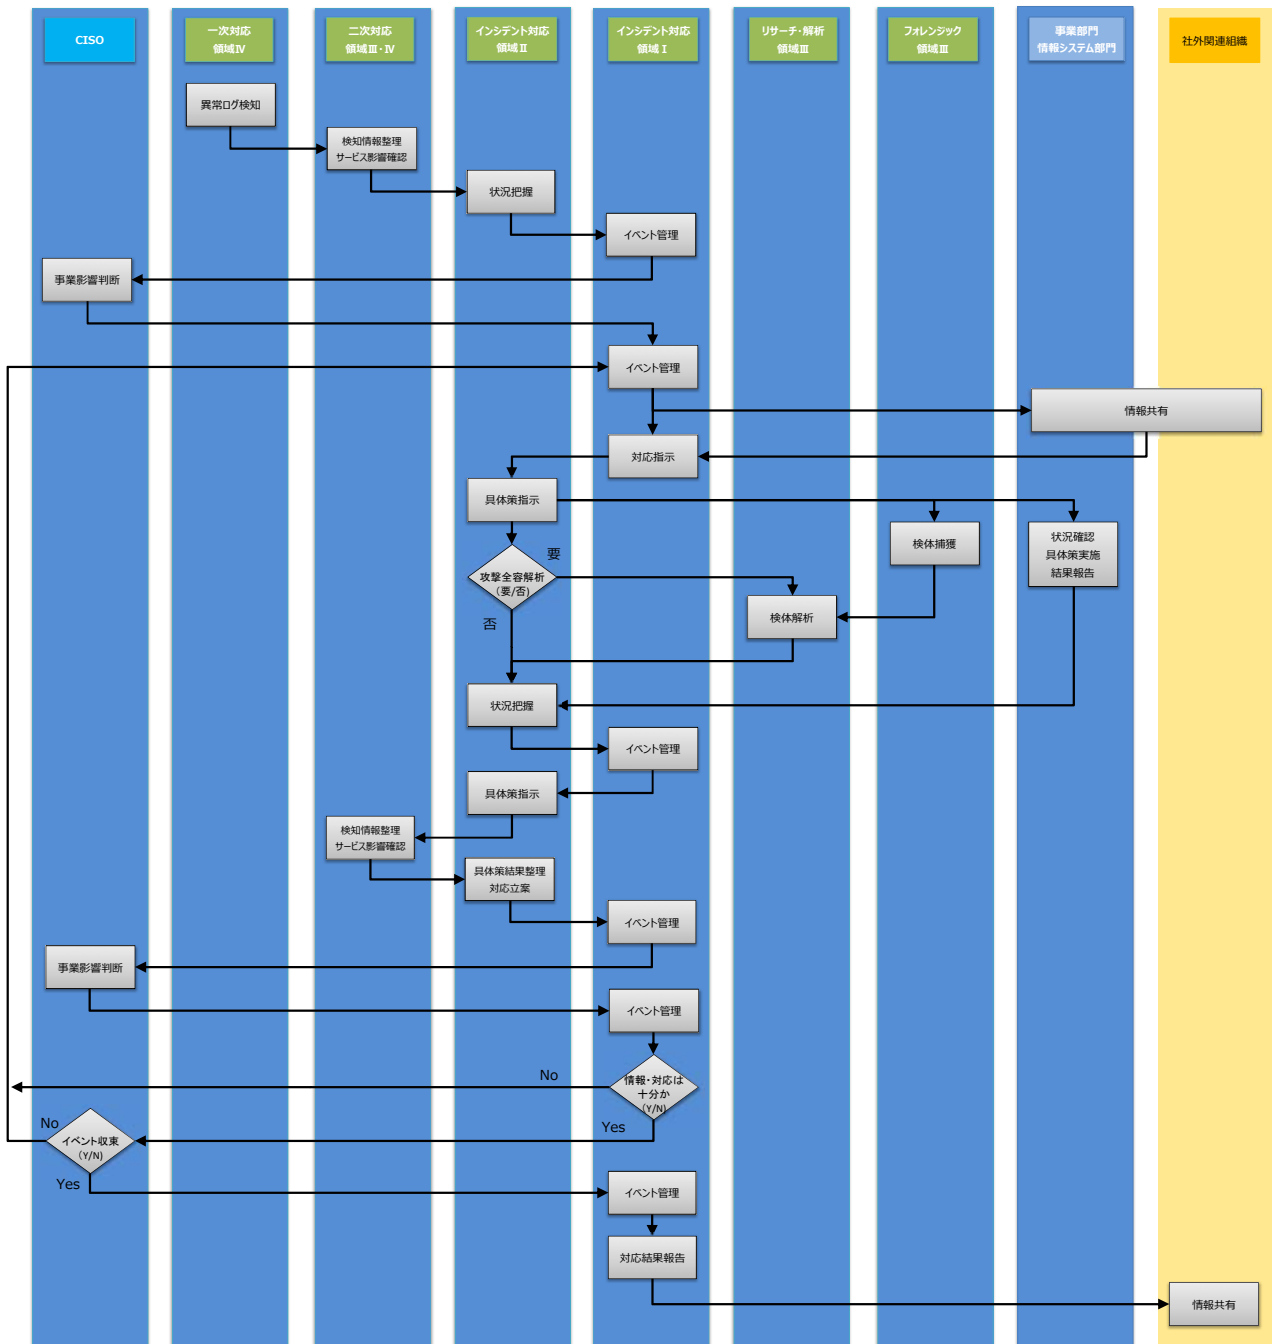 CISO
一次対応
領域Ⅳ
二次対応
領域Ⅲ・Ⅳ
インシデント対応
領域Ⅱ
インシデント対応
領域Ⅰ
リサーチ・解析
領域Ⅲ
フォレンジック
領域Ⅲ
事業部門
情報システム部門
社外関連組織
異常ログ検知
検知情報整理
サービス影響確認
状況把握
イベント管理
事業影響判断
イベント管理
情報共有
対応指示
具体策指示
検体捕獲
状況確認
具体策実施
結果報告
攻撃全容解析
(要/否)
要
否
検体解析
状況把握
イベント管理
具体策指示
検知情報整理
サービス影響確認
具体策結果整理
対応立案
イベント管理
事業影響判断
イベント管理
情報・対応は
十分か
(Y/N)
No
Yes
イベント収束
(Y/N)
No
Yes
イベント管理
対応結果報告
情報共有